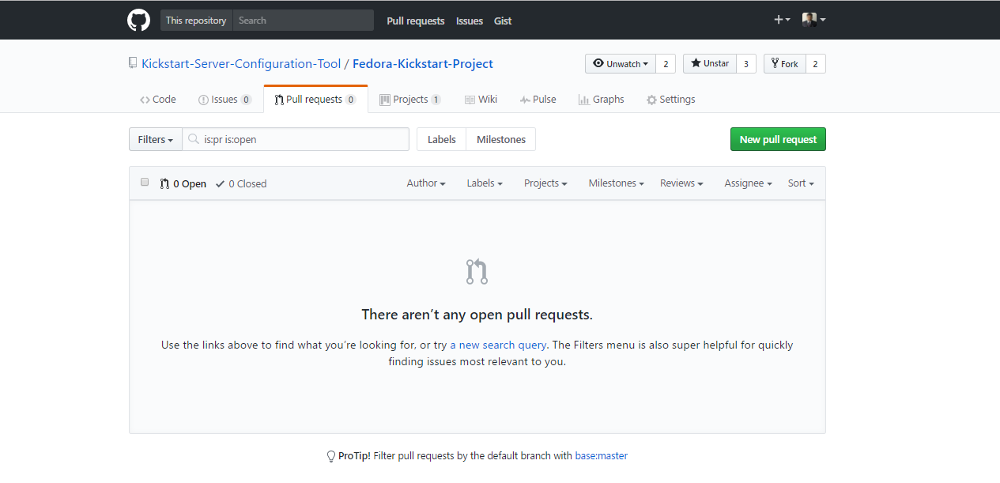 This repository Search Pull requests Issues Gist
Kickstart-Server-Configuration-Tool / Fedora-Kickstart-Project Unwatch 2 Unstar 3 Fork 2
Code Issues 0 Pull requests 0 Projects 1 Wiki Pulse Graphs Settings
Filters is:pr is:open Labels Milestones New pull request
0 Open 0 Closed Author Labels Projects Milestones Reviews Assignee Sort
There aren’t any open pull requests.
Use the links above to find what you’re looking for, or try a new search query. The Filters menu is also super helpful for quickly
finding issues most relevant to you.
ProTip! Filter pull requests by the default branch with base:master